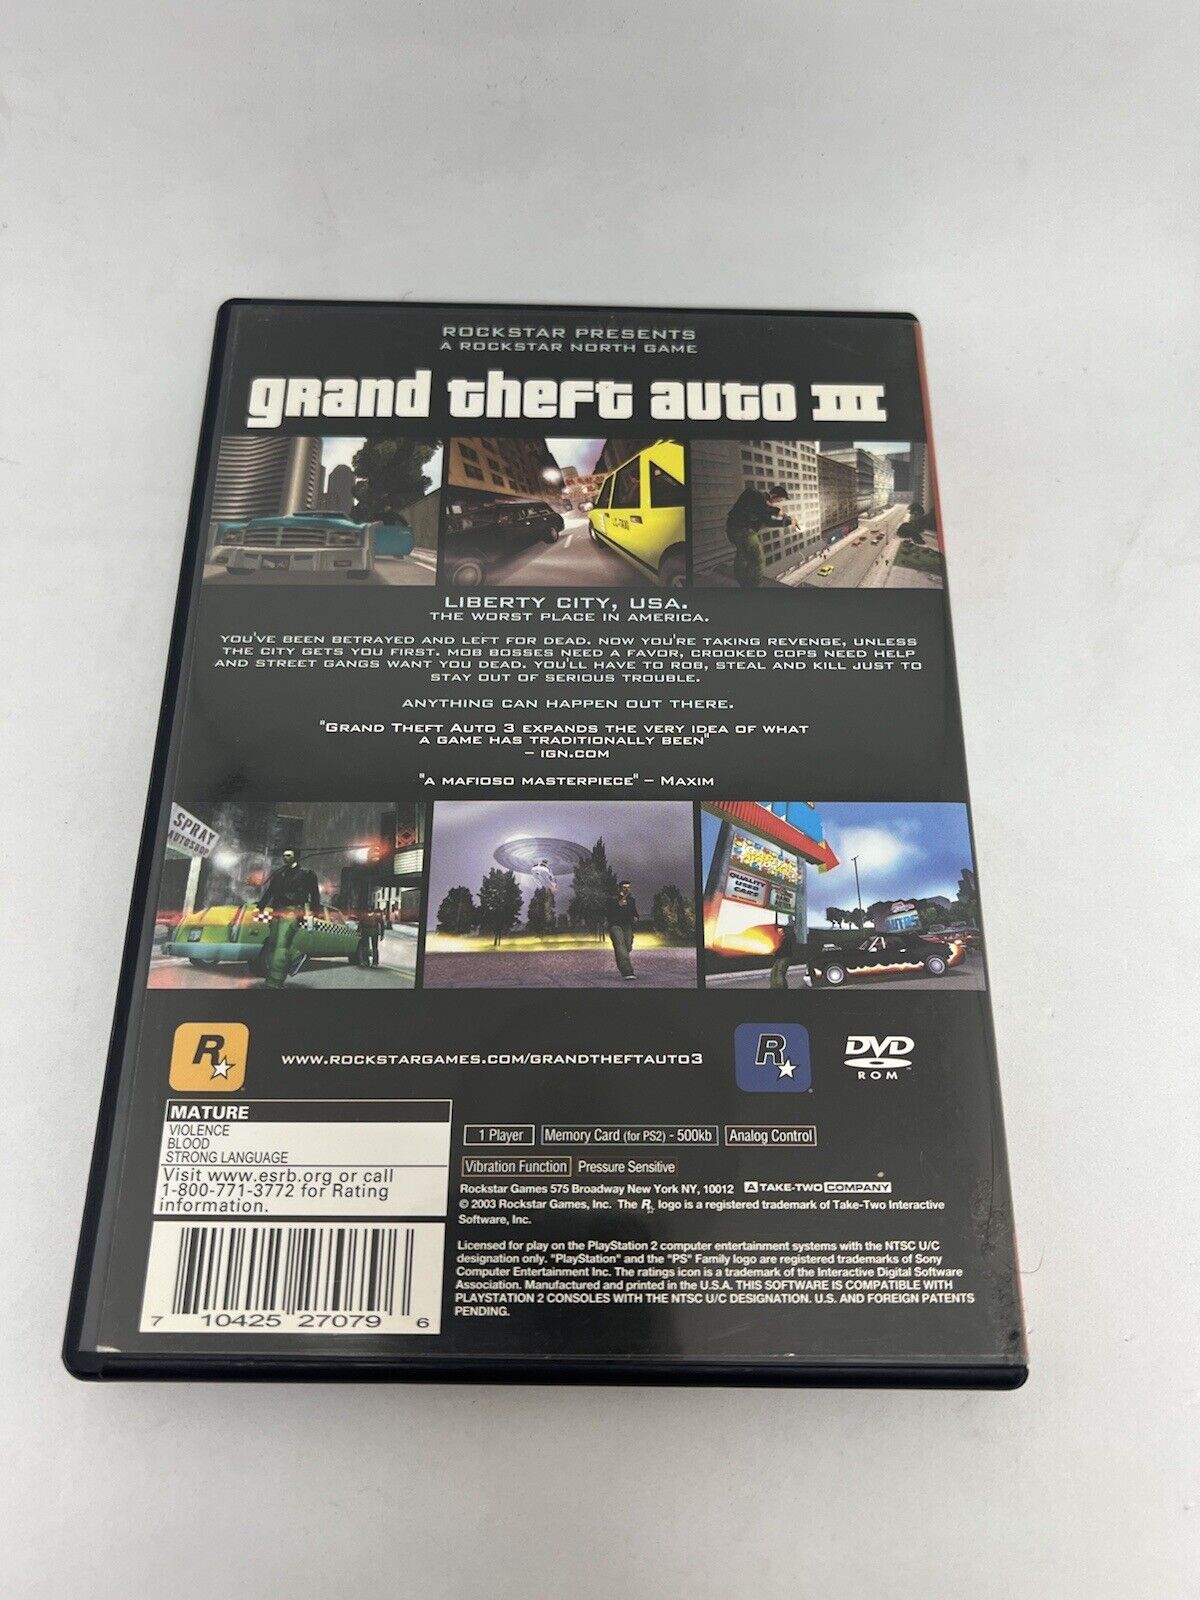 ROCKSTAR PRESENTS
A ROCKSTAR NORTH GAME
grand theft auto III
LIBERTY CITY, USA.
THE WORST PLACE IN AMERICA.
YOU'VE BEEN BETRAYED AND LEFT FOR DEAD. NOW YOU'RE TAKING REVENGE, UNLESS
THE CITY GETS YOU FIRST. MOB BOSSES NEED A FAVOR, CROOKED COPS NEED HELP
AND STREET GANGS WANT YOU DEAD. YOU'LL HAVE TO ROB, STEAL AND KILL JUST TO
STAY OUT OF SERIOUS TROUBLE.
ANYTHING CAN HAPPEN OUT THERE.
"GRAND THEFT AUTO 3 EXPANDS THE VERY IDEA OF WHAT
A GAME HAS TRADITIONALLY BEEN"
– IGN.COM
"A MAFIOSO MASTERPIECE" – MAXIM
SPRAY
AUTOSHOP
QUALITY
USED
CARS
AUTOS
R
WWW.ROCKSTARGAMES.COM/GRANDTHEFTAUTO3
R
DVD
ROM
MATURE
VIOLENCE
BLOOD
STRONG LANGUAGE
Visit www.esrb.org or call
1-800-771-3772 for Rating
information.
1 Player
Memory Card (for PS2) - 500kb
Analog Control
Vibration Function
Pressure Sensitive
Rockstar Games 575 Broadway New York NY, 10012 A TAKE-TWO COMPANY
© 2003 Rockstar Games, Inc. The R logo is a registered trademark of Take-Two Interactive
Software, Inc.
Licensed for play on the PlayStation 2 computer entertainment systems with the NTSC U/C
designation only. "PlayStation" and the "PS" Family logo are registered trademarks of Sony
Computer Entertainment Inc. The ratings icon is a trademark of the Interactive Digital Software
Association. Manufactured and printed in the U.S.A. THIS SOFTWARE IS COMPATIBLE WITH
PLAYSTATION 2 CONSOLES WITH THE NTSC U/C DESIGNATION. U.S. AND FOREIGN PATENTS
PENDING.
7 10425 27079 6